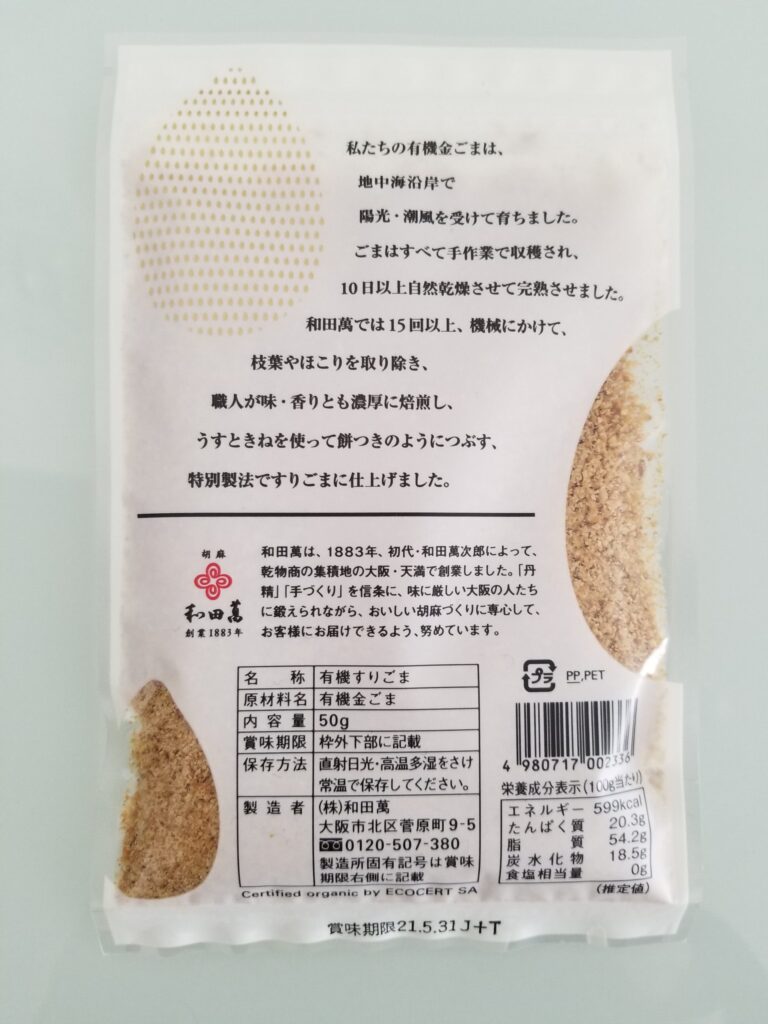 私たちの有機金ごまは、
地中海沿岸で
陽光・潮風を受けて育ちました。
ごまはすべて手作業で収穫され、
10日以上自然乾燥させて完熟させました。
和田萬では15回以上、機械にかけて、
枝葉やほこりを取り除き、
職人が味・香りとも濃厚に焙煎し、
うすときねを使って餅つきのようにつぶす、
特別製法ですりごまに仕上げました。
胡麻
和田萬
創業1883年
和田萬は、1883年、初代・和田萬次郎によって、
乾物商の集積地の大阪・天満で創業しました。「丹
精」「手づくり」を信条に、味に厳しい大阪の人たち
に鍛えられながら、おいしい胡麻づくりに専心して、
お客様にお届けできるよう、努めています。
名称 有機すりごま
原材料名 有機金ごま
内容量 50g
賞味期限 枠外下部に記載
保存方法 直射日光・高温多湿をさけ
常温で保存してください。
製造者 (株)和田萬
大阪市北区菅原町9-5
0120-507-380
製造所固有記号は賞味
期限右側に記載
Certified organic by ECOCERT SA
プラ PP,PET
4 980717 002336
栄養成分表示(100g当たり)
エネルギー 599kcal
たんぱく質 20.3g
脂質 54.2g
炭水化物 18.5g
食塩相当量 0g
(推定値)
賞味期限21.5.31J+T